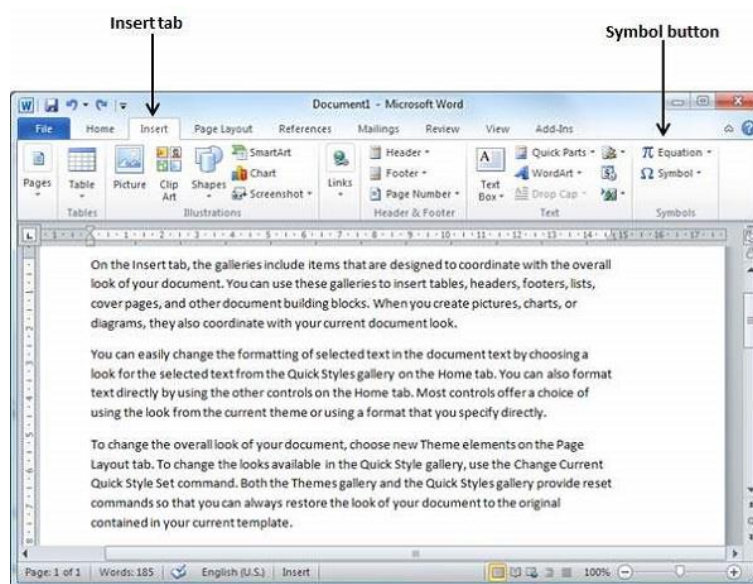 Insert tab
Symbol button
Document1 - Microsoft Word
File Home Insert Page Layout References Mailings Review View Add-Ins
Pages
Table
Tables
Picture
Clip Art
Shapes
SmartArt
Chart
Screenshot
Illustrations
Links
Header
Footer
Page Number
Header & Footer
A
Text Box
Quick Parts
WordArt
Drop Cap
Text
π Equation
Ω Symbol
Symbols
On the Insert tab, the galleries include items that are designed to coordinate with the overall
look of your document. You can use these galleries to insert tables, headers, footers, lists,
cover pages, and other document building blocks. When you create pictures, charts, or
diagrams, they also coordinate with your current document look.
You can easily change the formatting of selected text in the document text by choosing a
look for the selected text from the Quick Styles gallery on the Home tab. You can also format
text directly by using the other controls on the Home tab. Most controls offer a choice of
using the look from the current theme or using a format that you specify directly.
To change the overall look of your document, choose new Theme elements on the Page
Layout tab. To change the looks available in the Quick Style gallery, use the Change Current
Quick Style Set command. Both the Themes gallery and the Quick Styles gallery provide reset
commands so that you can always restore the look of your document to the original
contained in your current template.
Page: 1 of 1 Words: 185 English (U.S.) Insert 100%